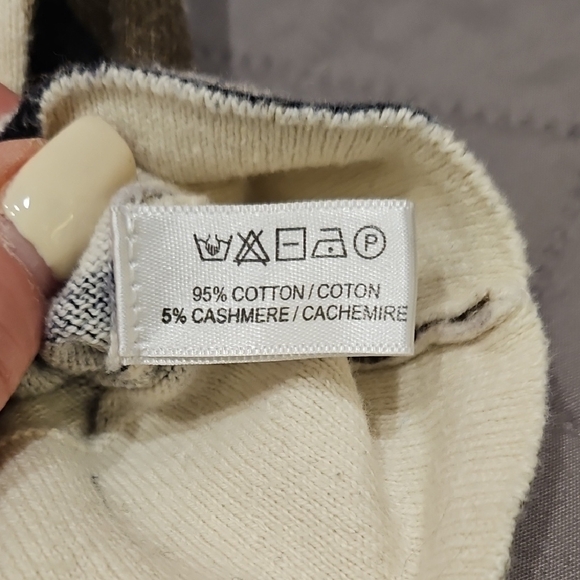 P
95% COTTON / COTON
5% CASHMERE / CACHEMIRE